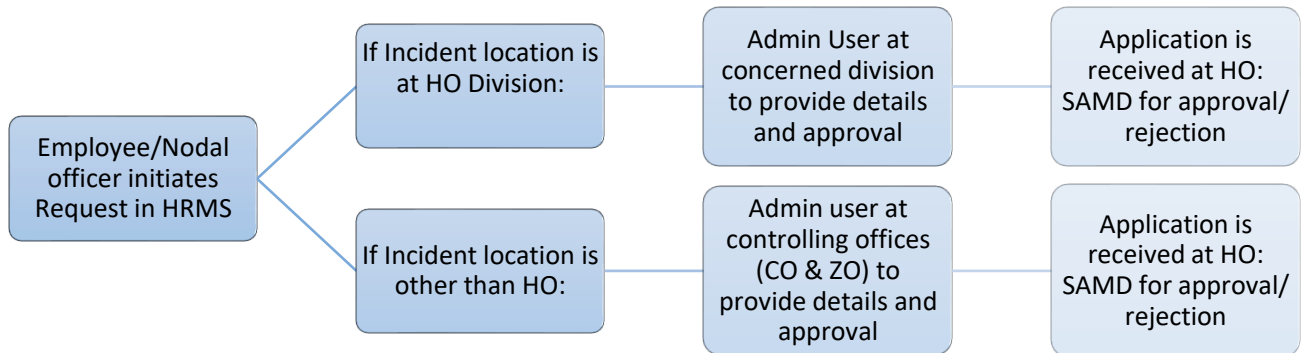 Employee/Nodal
officer initiates
Request in HRMS
If Incident location is
at HO Division:
Admin User at
concerned division
to provide details
and approval
Application is
received at HO:
SAMD for approval/
rejection
If Incident location is
other than HO:
Admin user at
controlling offices
(CO & ZO) to
provide details and
approval
Application is
received at HO:
SAMD for approval/
rejection